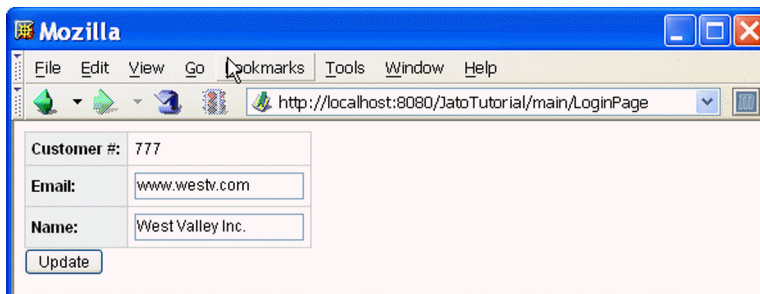 Mozilla
File Edit View Go Bookmarks Tools Window Help
http://localhost:8080/JatoTutorial/main/LoginPage
Customer #: 777
Email: www.westv.com
Name: West Valley Inc.
Update